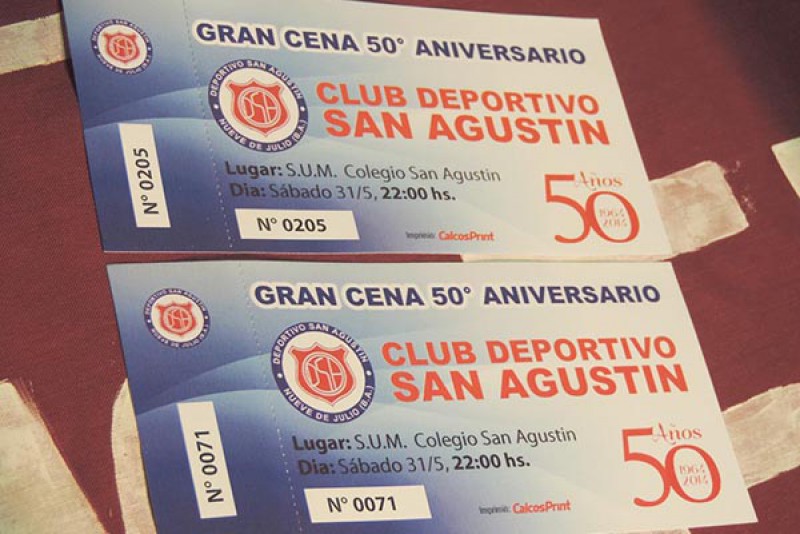 GRAN CENA 50° ANIVERSARIO
DEPORTIVO SAN AGUSTIN
NUEVE DE JULIO (B.A.)
CLUB DEPORTIVO
SAN AGUSTIN
Lugar: S.U.M. Colegio San Agustin
Dia: Sábado 31/5, 22:00 hs.
N° 0205
N° 0205
Imprimió: CalcosPrint
50 Años
1964
2014
GRAN CENA 50° ANIVERSARIO
DEPORTIVO SAN AGUSTIN
NUEVE DE JULIO (B.A.)
CLUB DEPORTIVO
SAN AGUSTIN
Lugar: S.U.M. Colegio San Agustin
Dia: Sábado 31/5, 22:00 hs.
N° 0071
N° 0071
Imprimió: CalcosPrint
50 Años
1964
2014